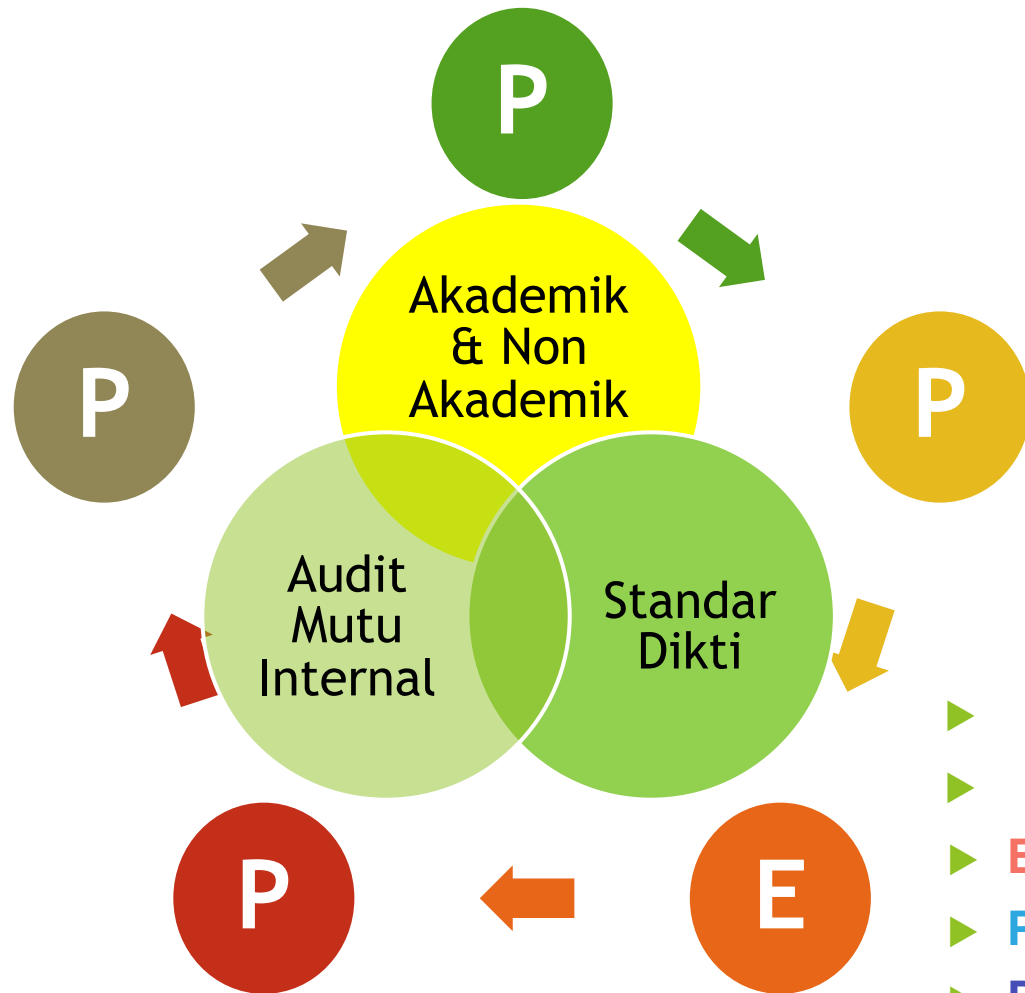 P
Akademik
& Non
Akademik
P
P
Audit
Mutu
Internal
Standar
Dikti
P
E
E
P